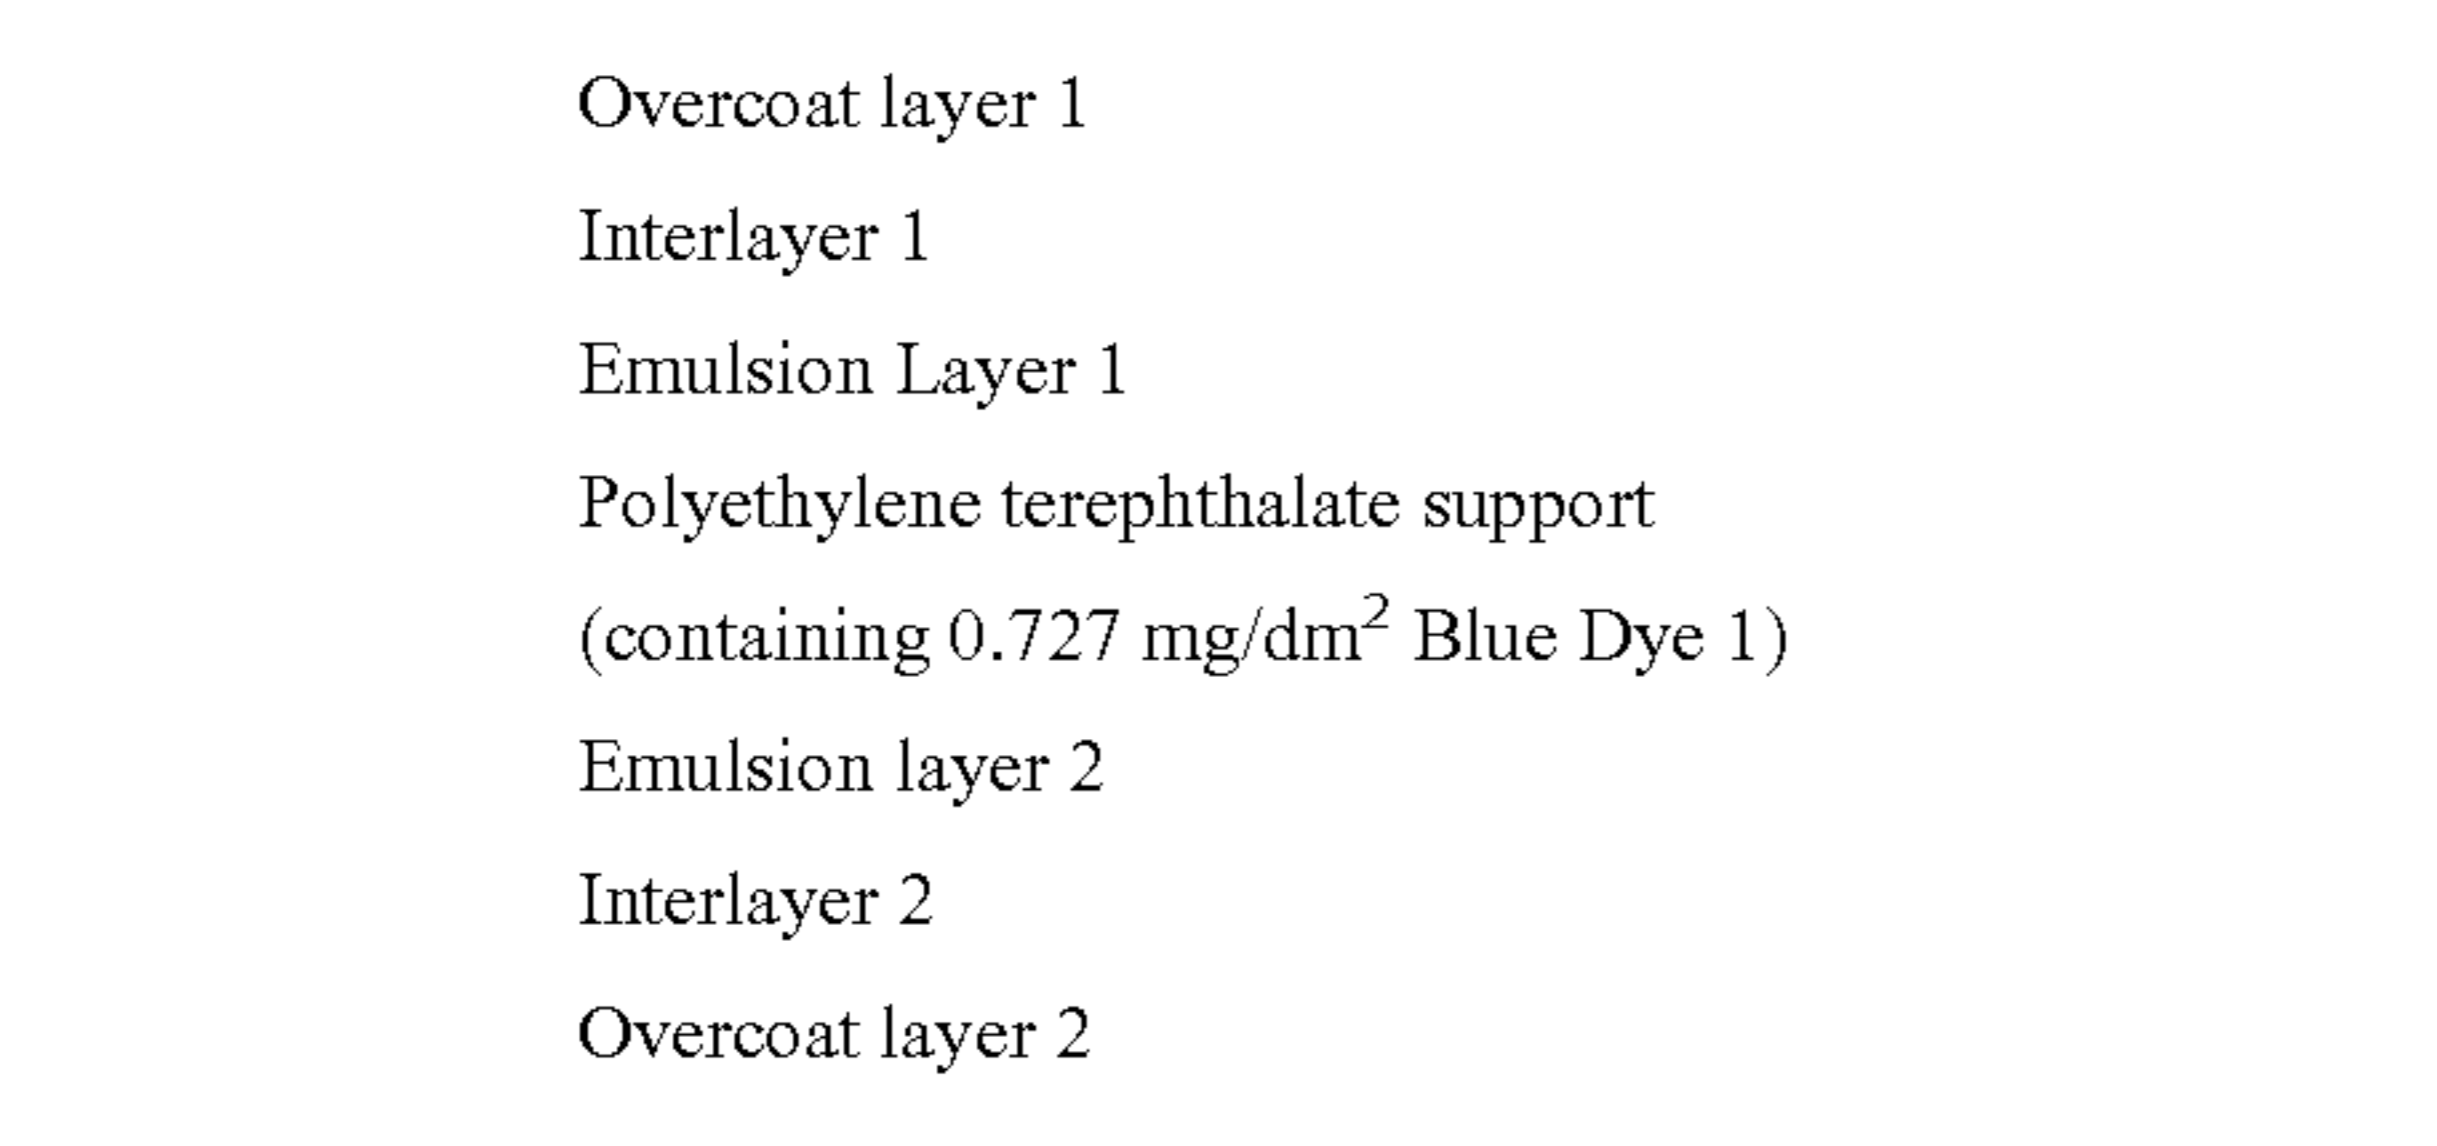 Overcoat layer 1
Interlayer 1
Emulsion Layer 1
Polyethylene terephthalate support
(containing 0.727 mg/dm² Blue Dye 1)
Emulsion layer 2
Interlayer 2
Overcoat layer 2